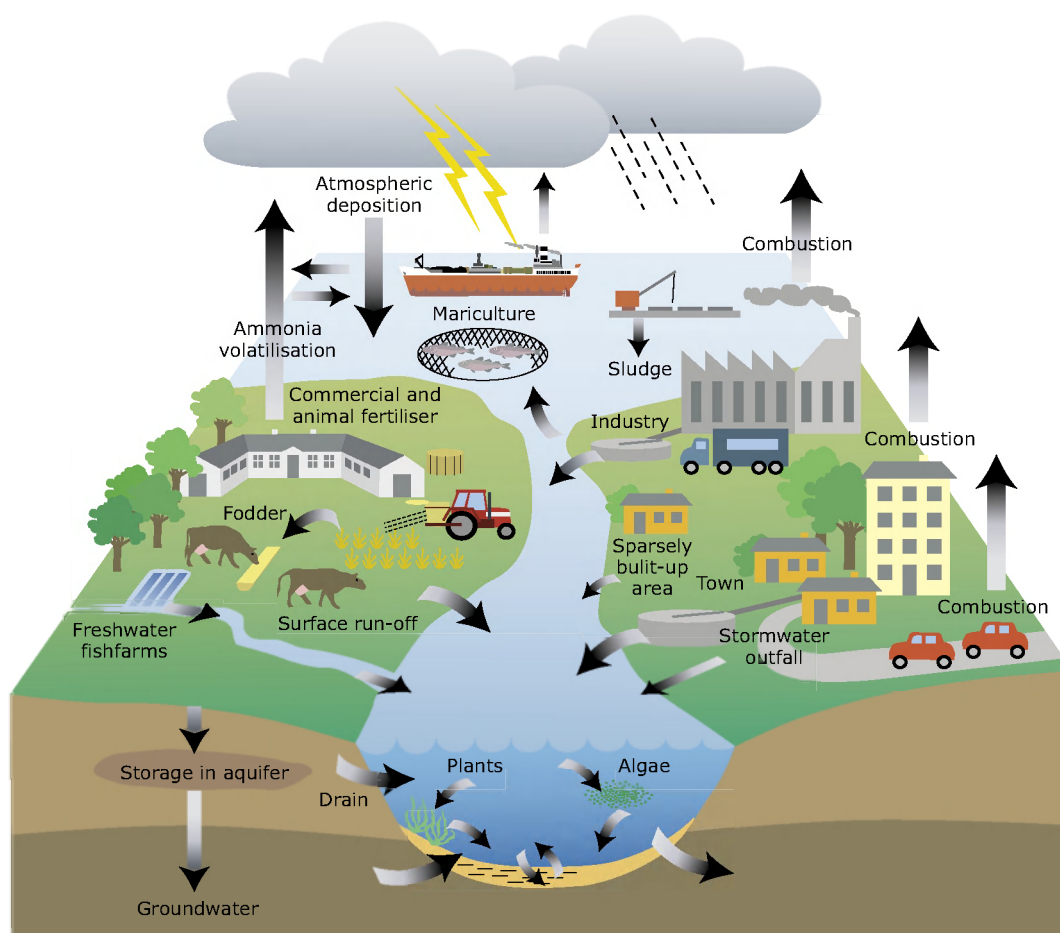 Atmospheric
deposition
Combustion
Mariculture
Ammonia
volatilisation
Sludge
Commercial and
animal fertiliser
Industry
Combustion
Fodder
Sparsely
bulit-up
area
Town
Combustion
Surface run-off
Freshwater
fishfarms
Stormwater
outfall
Plants
Algae
Storage in aquifer
Drain
Groundwater